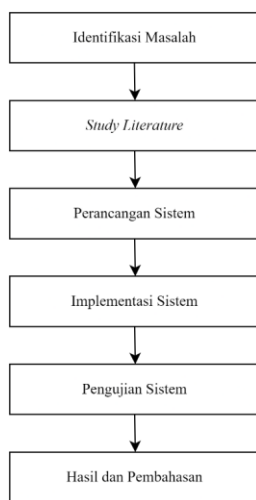 Identifikasi Masalah
Study Literature
Perancangan Sistem
Implementasi Sistem
Pengujian Sistem
Hasil dan Pembahasan